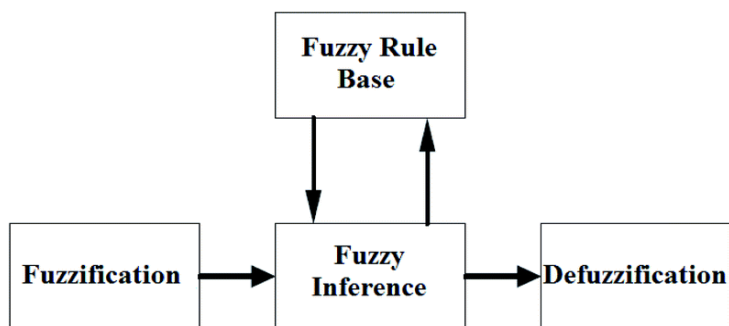 Fuzzy Rule
Base
Fuzzification
Fuzzy
Inference
Defuzzification